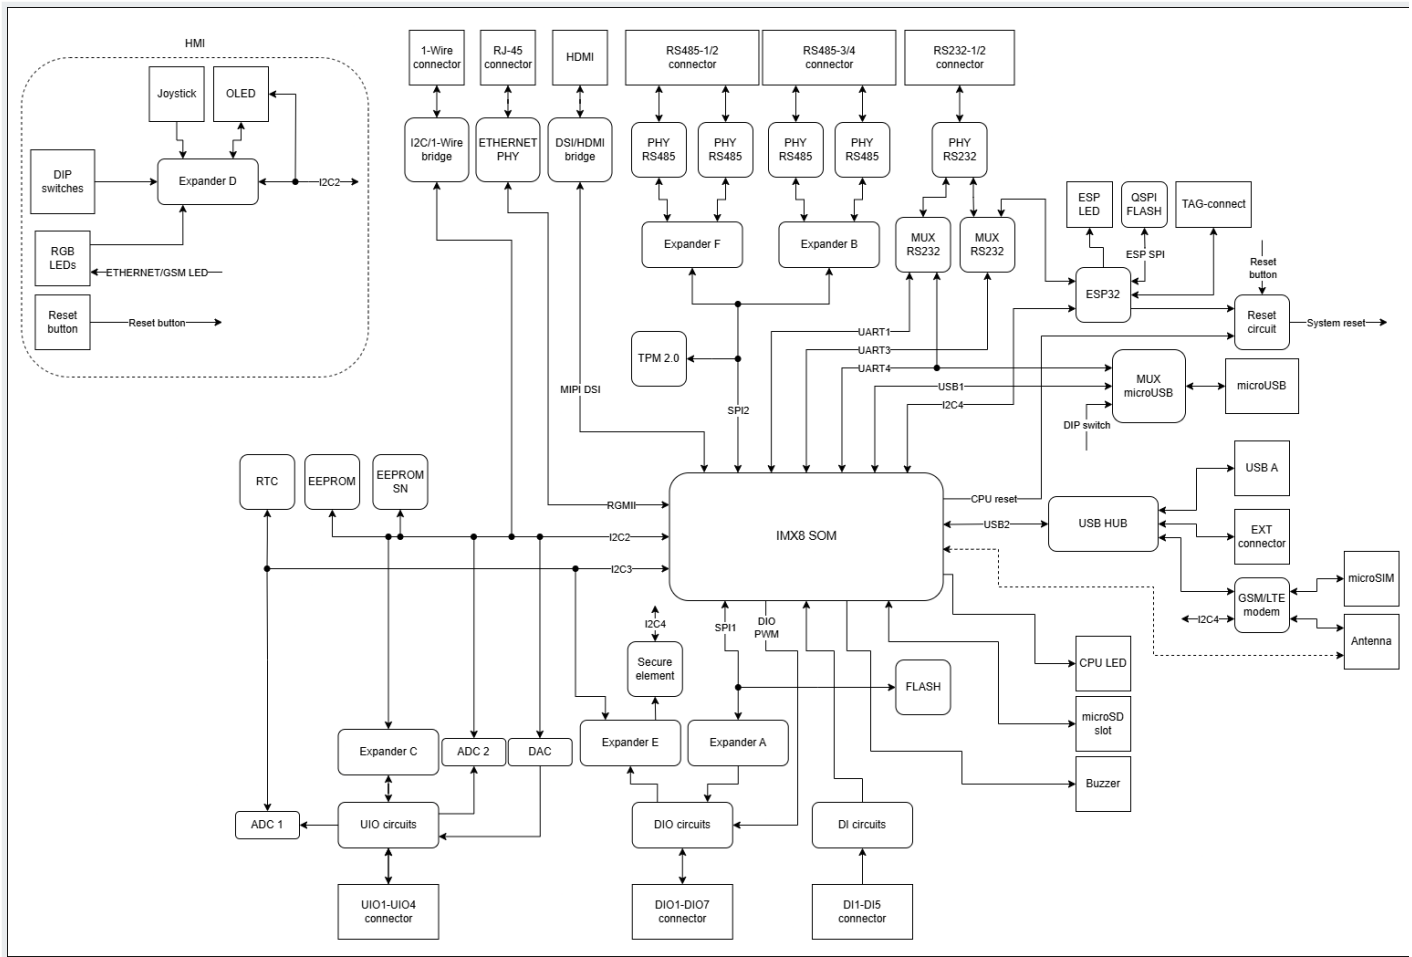 HMI
Joystick
OLED
DIP
switches
Expander D
I2C2
RGB
LEDs
ETHERNET/GSM LED
Reset
button
Reset button
1-Wire
connector
RJ-45
connector
HDMI
RS485-1/2
connector
RS485-3/4
connector
RS232-1/2
connector
I2C/1-Wire
bridge
ETHERNET
PHY
DSI/HDMI
bridge
PHY
RS485
PHY
RS485
PHY
RS485
PHY
RS485
PHY
RS232
Expander F
Expander B
MUX
RS232
MUX
RS232
ESP
LED
QSPI
FLASH
TAG-connect
ESP SPI
Reset
button
ESP32
Reset
circuit
System reset
TPM 2.0
UART1
UART3
UART4
USB1
I2C4
MIPI DSI
SPI2
MUX
microUSB
microUSB
DIP switch
RTC
EEPROM
EEPROM
SN
RGMII
I2C2
I2C3
IMX8 SOM
CPU reset
USB2
USB HUB
USB A
EXT
connector
GSM/LTE
modem
I2C4
microSIM
Antenna
I2C4
SPI1
DIO
PWM
Secure
element
FLASH
CPU LED
microSD
slot
Buzzer
Expander C
ADC 2
DAC
Expander E
Expander A
ADC 1
UIO circuits
DIO circuits
DI circuits
UIO1-UIO4
connector
DIO1-DIO7
connector
DI1-DI5
connector